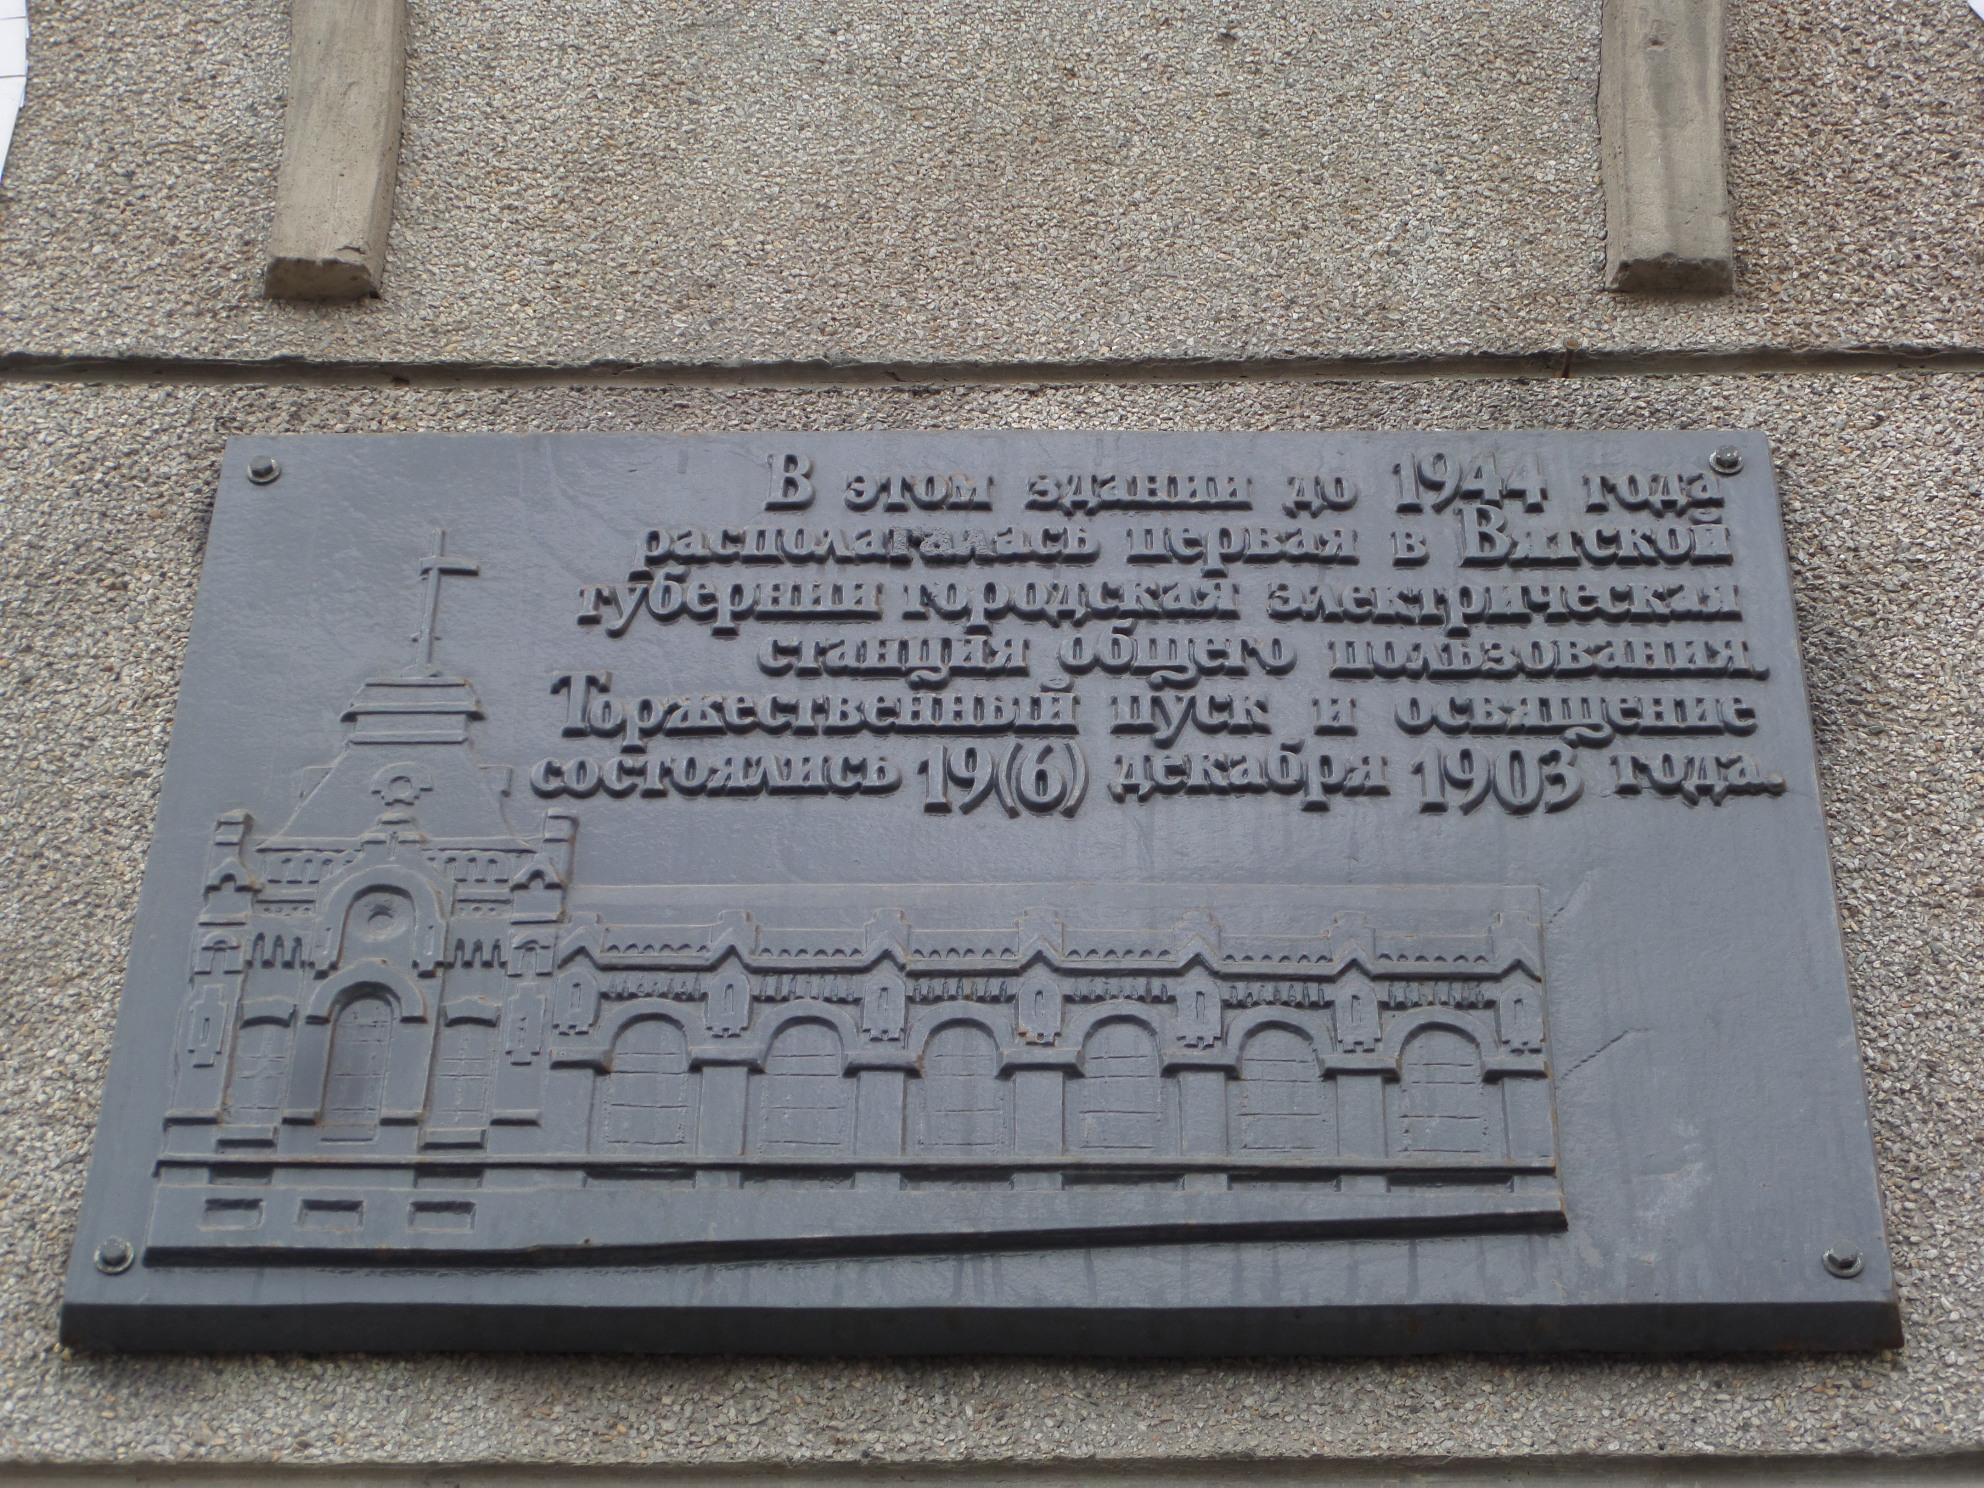 В этом здании до 1944 года
располагалась первая в Вятской
губернии городская электрическая
станция общего пользования.
Торжественный пуск и освящение
состоялись 19(6) декабря 1903 года.